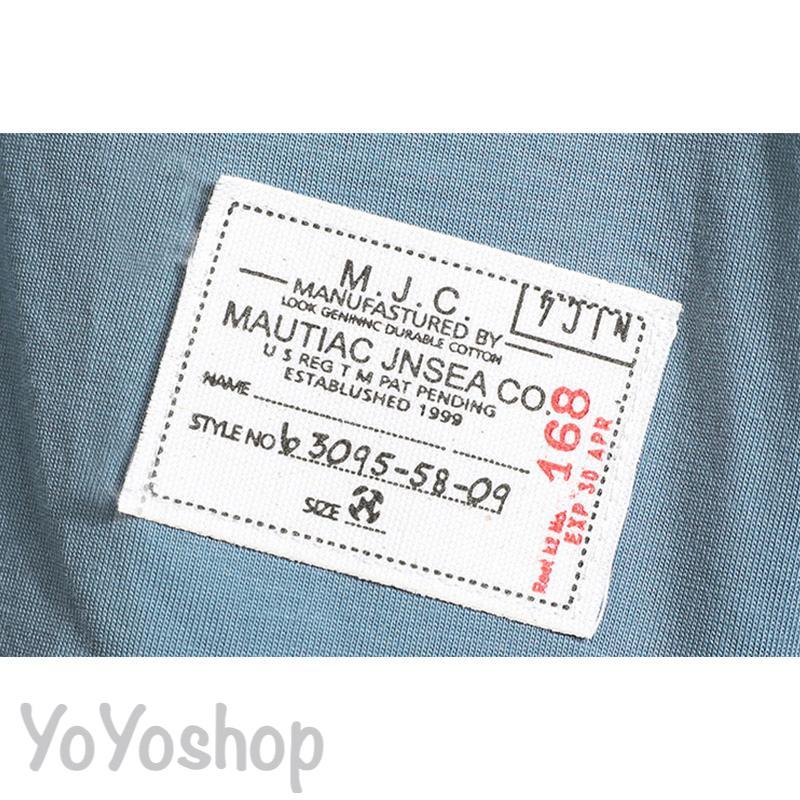 M.J.C.
MANUFASTURED BY
LOOK GENINNC DURABLE COTTON
MAUTIAC JNSEA CO.
U S REG T M PAT PENDING
ESTABLUSHED 1999
NAME
STYLE NO b 3095-58-09
SIZE
168
EXP 30 APR
YoYoshop